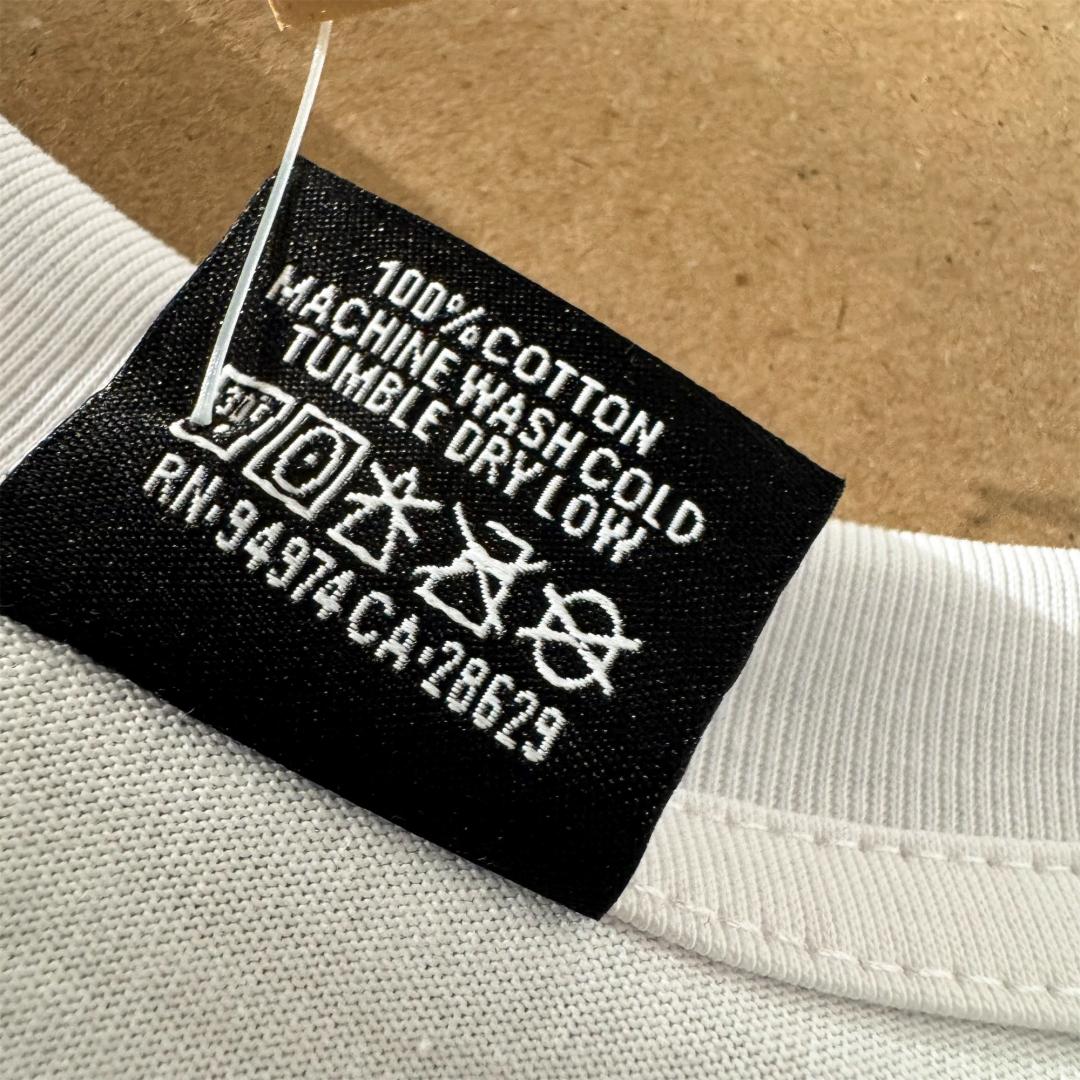 100% COTTON
MACHINE WASH COLD
TUMBLE DRY LOW
RN:94974 CA:28629